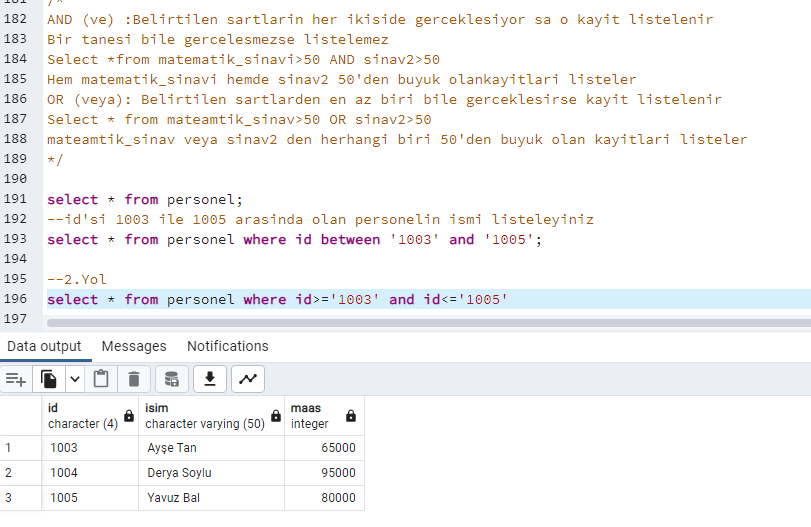 181 /*
182 AND (ve) :Belirtilen sartlarin her ikiside gerceklesiyor sa o kayit listelenir
183 Bir tanesi bile gercelesmezse listelemez
184 Select *from matematik_sinavi>50 AND sinav2>50
185 Hem matematik_sinavi hemde sinav2 50'den buyuk olankayitlari listeler
186 OR (veya): Belirtilen sartlarden en az biri bile gerceklesirse kayit listelenir
187 Select * from mateamtik_sinav>50 OR sinav2>50
188 mateamtik_sinav veya sinav2 den herhangi biri 50'den buyuk olan kayitlari listeler
189 */
190
191 select * from personel;
192 --id'si 1003 ile 1005 arasinda olan personelin ismi listeleyiniz
193 select * from personel where id between '1003' and '1005';
194
195 --2.Yol
196 select * from personel where id>='1003' and id<='1005'
197
Data output Messages Notifications
id isim maas
character (4) character varying (50) integer
1 1003 Ayşe Tan 65000
2 1004 Derya Soylu 95000
3 1005 Yavuz Bal 80000